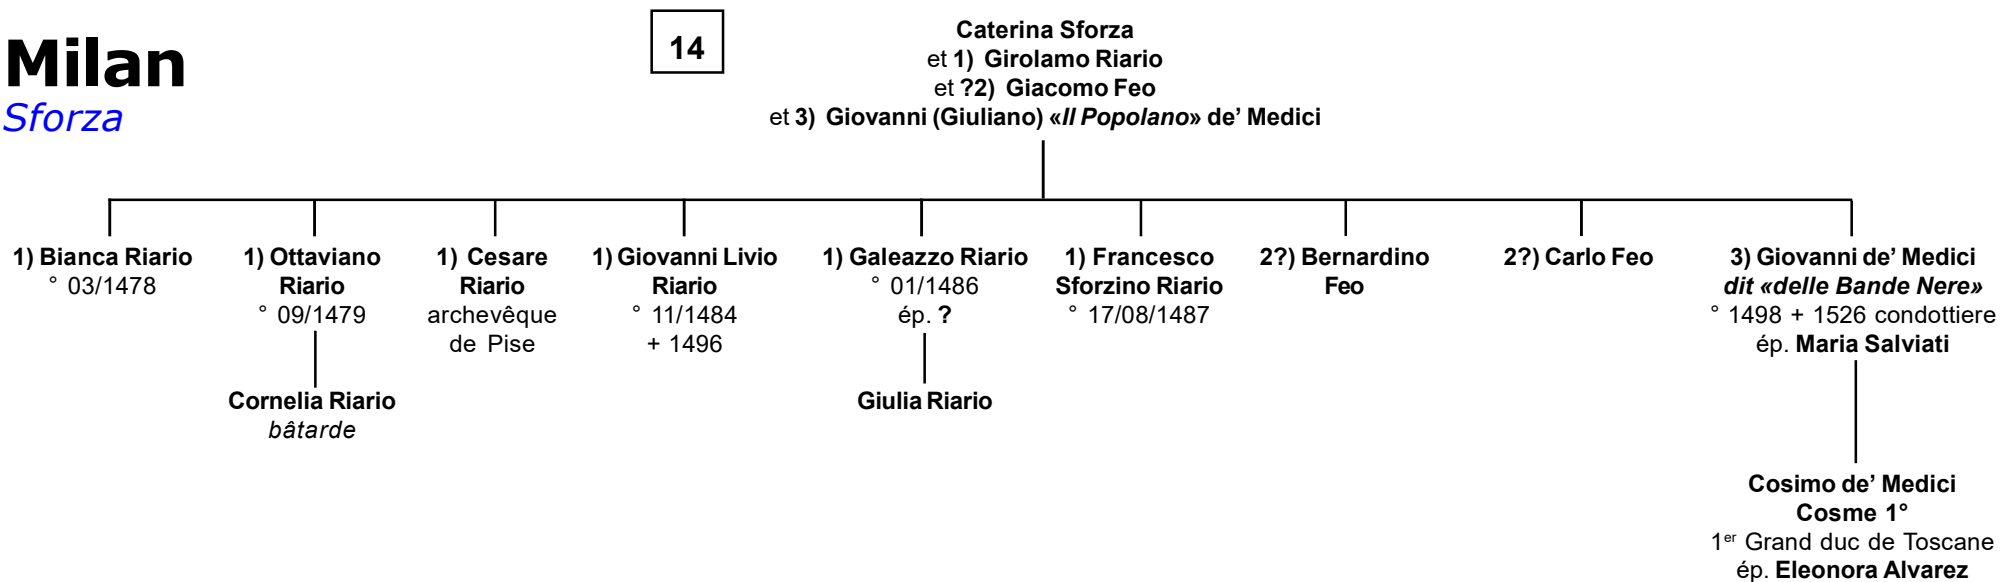 Milan
Sforza
14
Caterina Sforza
et 1) Girolamo Riario
et ?2) Giacomo Feo
et 3) Giovanni (Giuliano) «Il Popolano» de’ Medici
1) Bianca Riario
° 03/1478
1) Ottaviano
Riario
° 09/1479
Cornelia Riario
bâtarde
1) Cesare
Riario
archevêque
de Pise
1) Giovanni Livio
Riario
° 11/1484
+ 1496
1) Galeazzo Riario
° 01/1486
ép. ?
Giulia Riario
1) Francesco
Sforzino Riario
° 17/08/1487
2?) Bernardino
Feo
2?) Carlo Feo
3) Giovanni de’ Medici
dit «delle Bande Nere»
° 1498 + 1526 condottiere
ép. Maria Salviati
Cosimo de’ Medici
Cosme 1°
1er Grand duc de Toscane
ép. Eleonora Alvarez